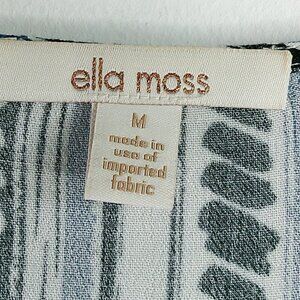 ella moss
M
made in
usa of
imported
fabric